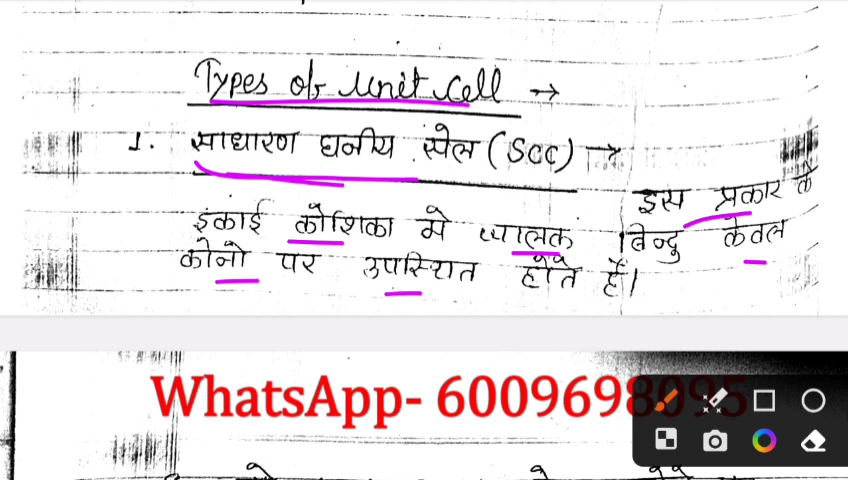 Types of Unit Cell →
1. साधारण घनीय सेल (SCC) →
इस प्रकार के
इकाई कोशिका मे जालक बिन्दु केवल
कोनो पर उपस्थित होते हैं।
WhatsApp- 6009698095